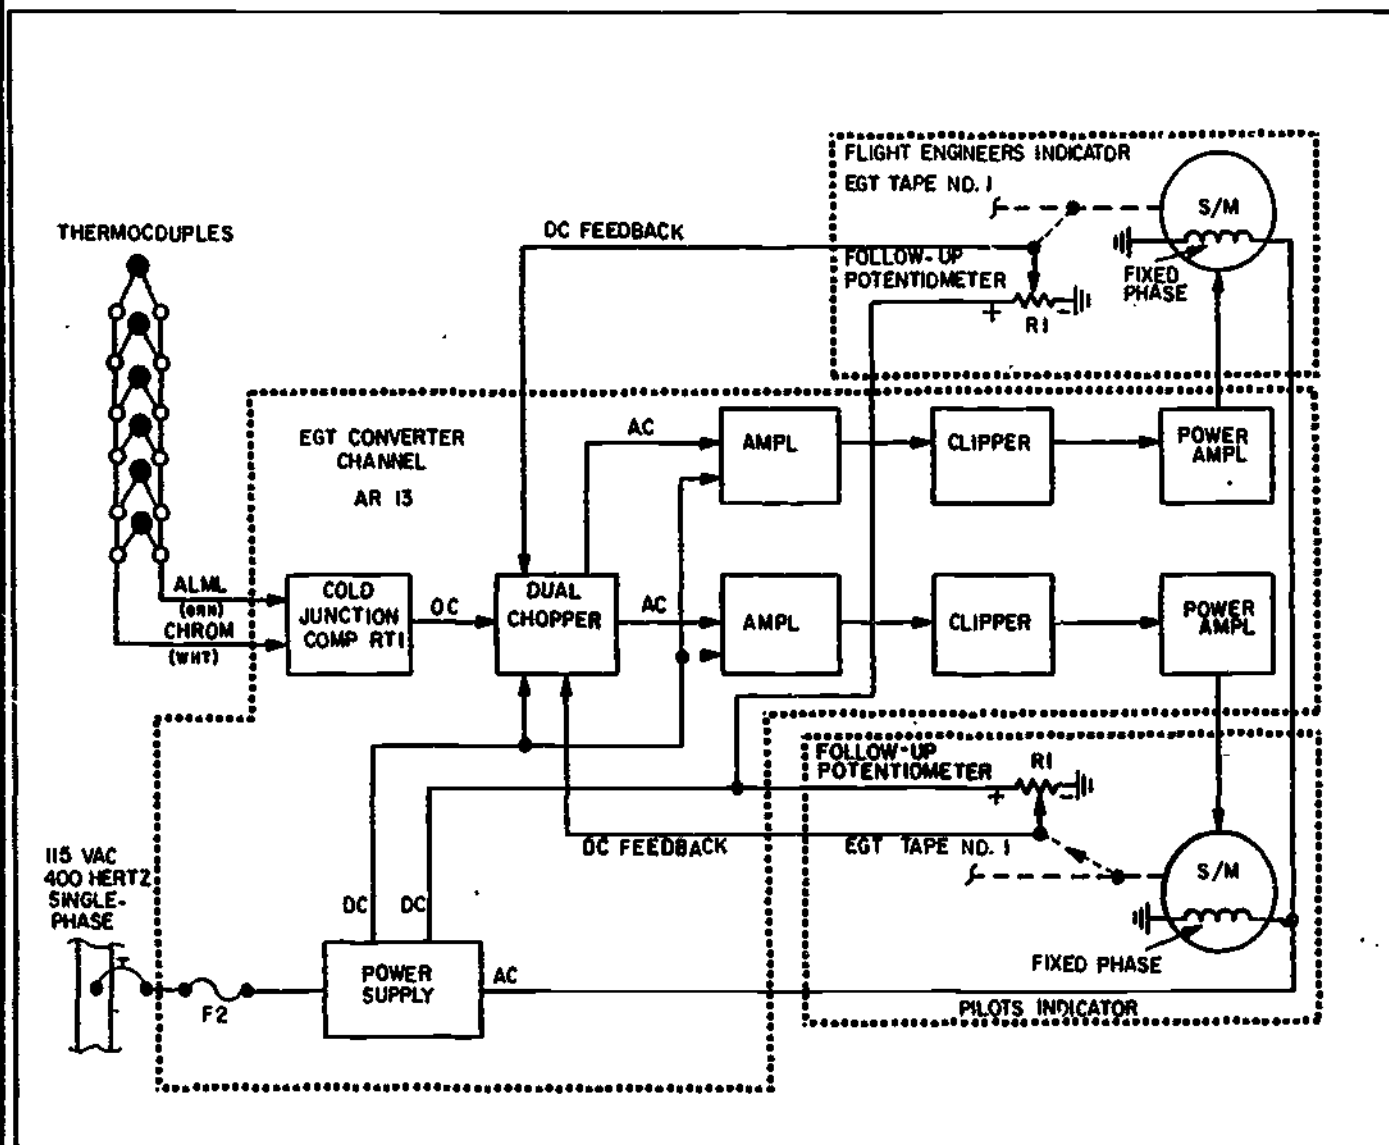 FLIGHT ENGINEERS INDICATOR
EGT TAPE NO. 1
S/M
THERMOCOUPLES
DC FEEDBACK
FOLLOW-UP
POTENTIOMETER
FIXED
PHASE
+
-
R1
EGT CONVERTER
CHANNEL
AR 13
AC
AMPL
CLIPPER
POWER
AMPL
ALML
(GRN)
CHROM
(WHT)
COLD
JUNCTION
COMP RT1
DC
DUAL
CHOPPER
AC
AMPL
CLIPPER
POWER
AMPL
FOLLOW-UP
POTENTIOMETER
R1
+
-
DC FEEDBACK
EGT TAPE NO. 1
S/M
115 VAC
400 HERTZ
SINGLE-
PHASE
DC
DC
FIXED PHASE
POWER
SUPPLY
AC
F2
PILOTS INDICATOR